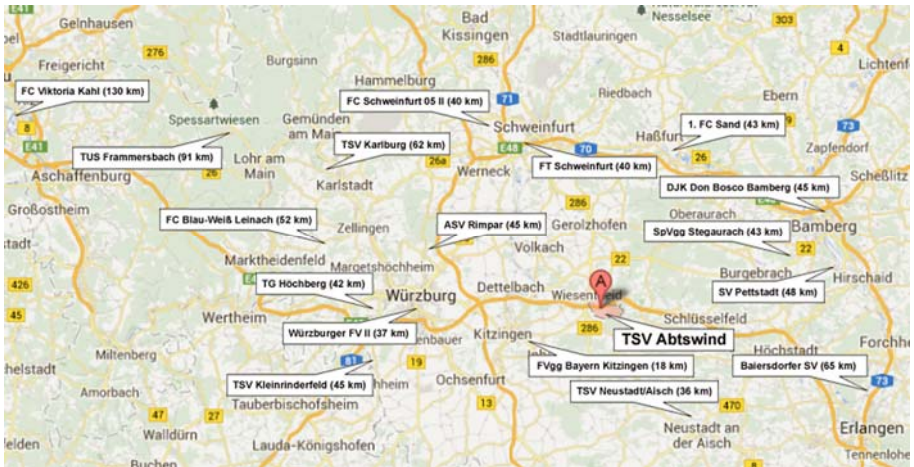 E41
Gelnhausen
Bad
Kissingen
Nesselsee
Stadtlauringen
303
4
276
Burgsinn
286
Freigericht
Hammelburg
Lichtenfel
FC Viktoria Kahl (130 km)
FC Schweinfurt 05 II (40 km)
71
Riedbach
Ebern
8
Spessartwiesen
Gemünden
am Main
Schweinfurt
Haßfurt
1. FC Sand (43 km)
73
Zapfendorf
E41
TUS Frammersbach (91 km)
Lohr am
Main
TSV Karlburg (62 km)
26a
E48
70
26
Aschaffenburg
26
Werneck
FT Schweinfurt (40 km)
Scheßlitz
Karlstadt
DJK Don Bosco Bamberg (45 km)
Großostheim
FC Blau-Weiß Leinach (52 km)
Zellingen
ASV Rimpar (45 km)
286
Gerolzhofen
Oberaurach
Bamberg
SpVgg Stegaurach (43 km)
Volkach
22
22
Marktheidenfeld
Margetshöchheim
Burgebrach
Hirschaid
426
TG Höchberg (42 km)
Dettelbach
A
SV Pettstadt (48 km)
Würzburg
45
Wertheim
Schlüsselfeld
Würzburger FV II (37 km)
Kitzingen
286
TSV Abtswind
Forchh
Miltenberg
81
19
Höchstadt
FVgg Bayern Kitzingen (18 km)
Baiersdorfer SV (65 km)
TSV Kleinrinderfeld (45 km)
Ochsenfurt
TSV Neustadt/Aisch (36 km)
73
Amorbach
Tauberbischofsheim
13
470
47
27
Walldürn
Neustadt an
der Aisch
Erlangen
Lauda-Königshofen
8
Tennenlohe
Buchen